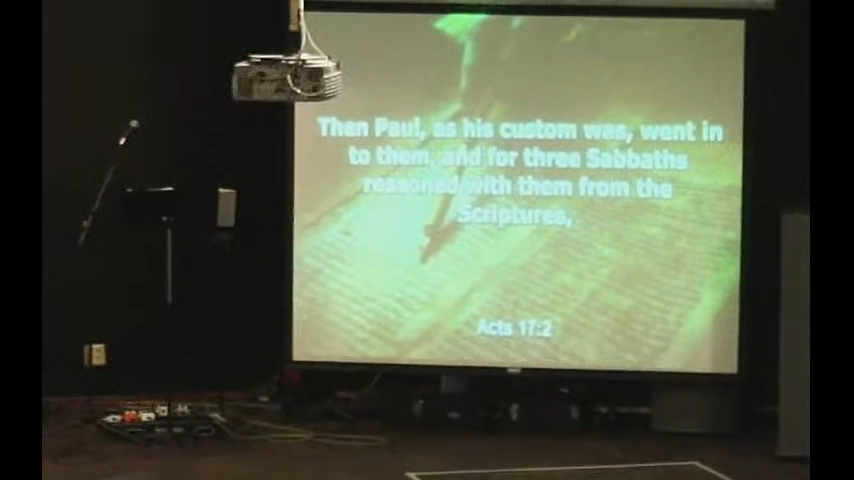 Then Paul, as his custom was, went in
to them, and for three Sabbaths
reasoned with them from the
Scriptures,
Acts 17:2